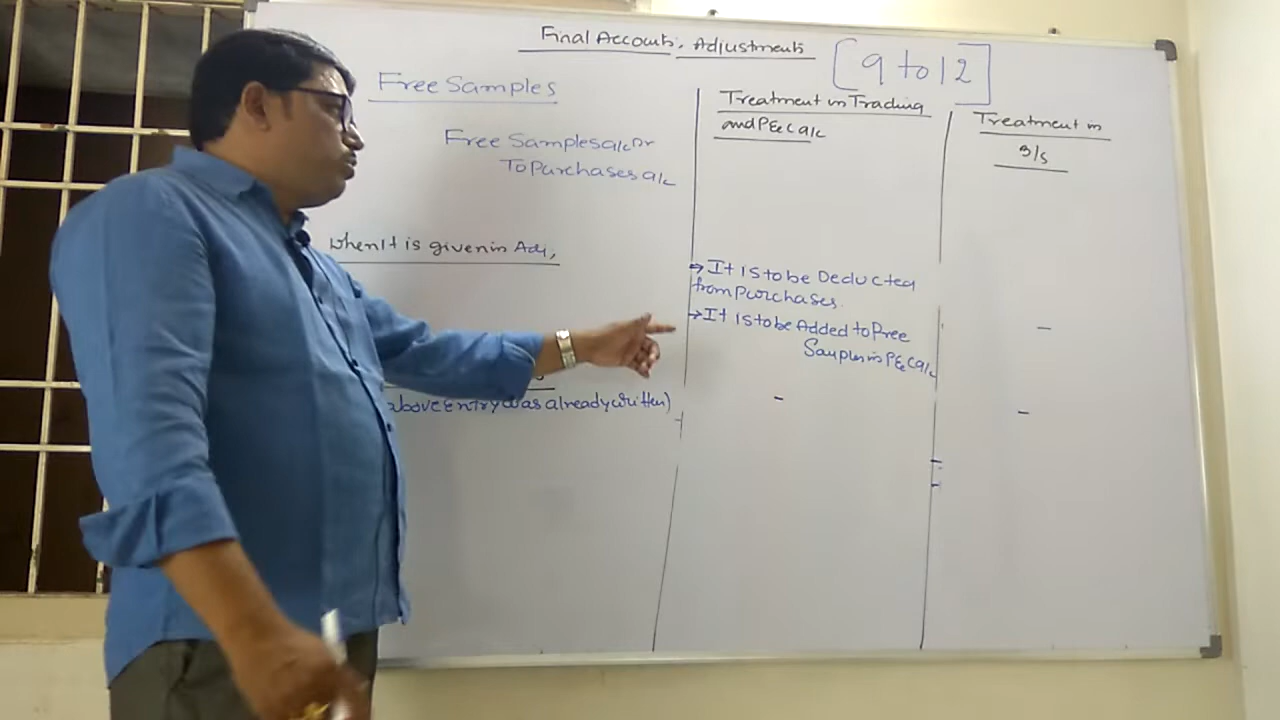 Final Accounts, Adjustments
[9 to 12]
Free Samples
Free Samples a/c Dr
To Purchases a/c
Treatment in Trading
and P&L a/c
Treatment in
B/S
When It is given in Adj,
→ It is to be Deducted
from Purchases.
→ It is to be Added to Free
Samples in P&L a/c
-
above entry was already written)
-
-